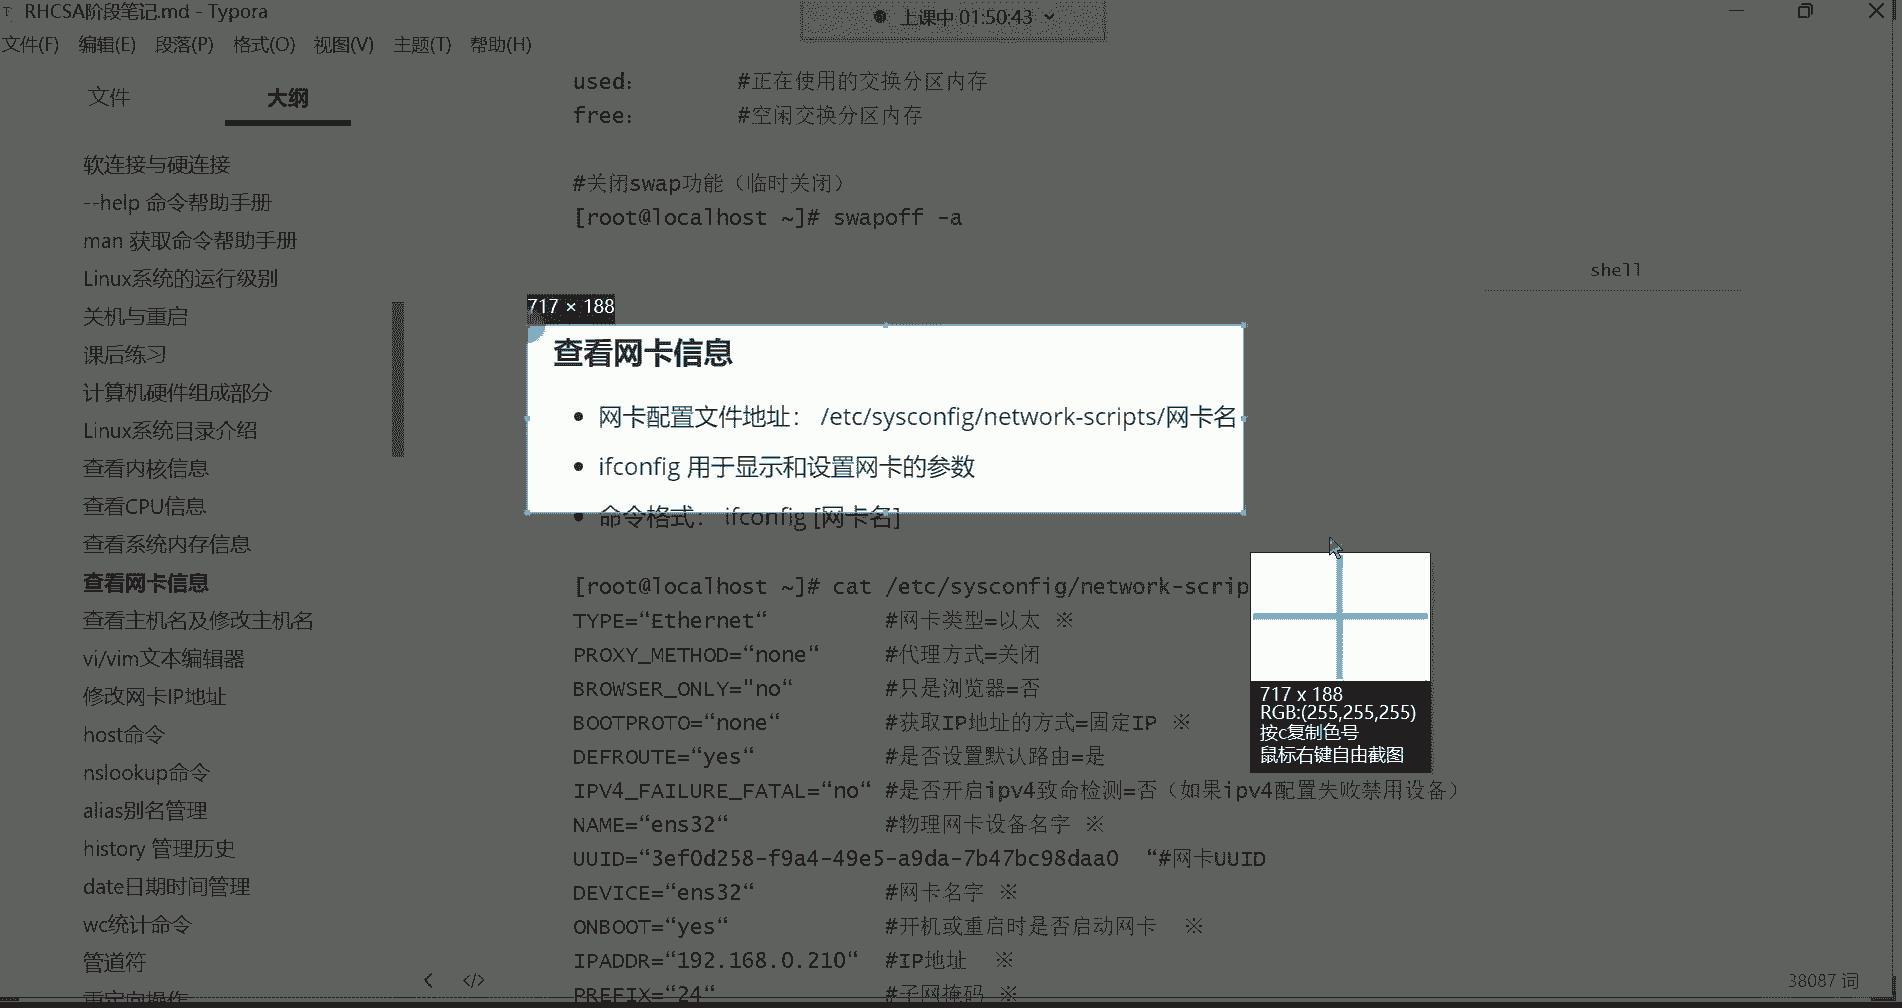 RHCSA阶段笔记.md - Typora
上课中 01:50:43
文件(F) 编辑(E) 段落(P) 格式(O) 视图(V) 主题(T) 帮助(H)
文件 大纲
软连接与硬连接
--help 命令帮助手册
man 获取命令帮助手册
Linux系统的运行级别
关机与重启
课后练习
计算机硬件组成部分
Linux系统目录介绍
查看内核信息
查看CPU信息
查看系统内存信息
查看网卡信息
查看主机名及修改主机名
vi/vim文本编辑器
修改网卡IP地址
host命令
nslookup命令
alias别名管理
history 管理历史
date日期时间管理
wc统计命令
管道符
重定向操作
used: #正在使用的交换分区内存
free: #空闲交换分区内存
#关闭swap功能（临时关闭）
[root@localhost ~]# swapoff -a
shell
717 × 188
查看网卡信息
网卡配置文件地址： /etc/sysconfig/network-scripts/网卡名
ifconfig 用于显示和设置网卡的参数
命令格式： ifconfig [网卡名]
[root@localhost ~]# cat /etc/sysconfig/network-scrip
TYPE=“Ethernet“ #网卡类型=以太 ※
PROXY_METHOD=“none“ #代理方式=关闭
BROWSER_ONLY="no“ #只是浏览器=否
BOOTPROTO=“none“ #获取IP地址的方式=固定IP ※
DEFROUTE=“yes“ #是否设置默认路由=是
IPV4_FAILURE_FATAL=“no“ #是否开启ipv4致命检测=否（如果ipv4配置失败禁用设备）
NAME=“ens32“ #物理网卡设备名字 ※
UUID=“3ef0d258-f9a4-49e5-a9da-7b47bc98daa0 “#网卡UUID
DEVICE=“ens32“ #网卡名字 ※
ONBOOT=“yes“ #开机或重启时是否启动网卡 ※
IPADDR=“192.168.0.210“ #IP地址 ※
PREFIX=“24“ #子网掩码 ※
717 x 188
RGB:(255,255,255)
按c复制色号
鼠标右键自由截图
38087 词